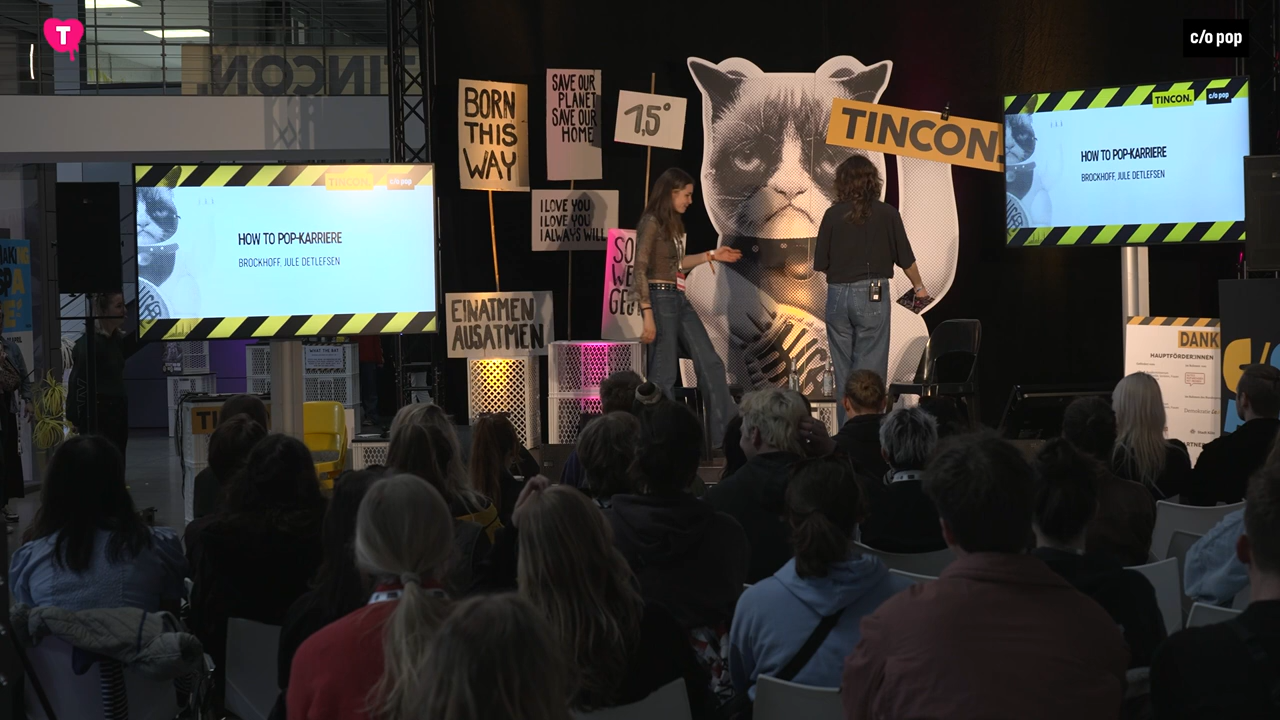 T
c/o pop
TINCON.
BORN
THIS
WAY
SAVE OUR
PLANET
SAVE OUR
HOME
1,5°
TINCON.
TINCON.
c/o pop
HOW TO POP-KARRIERE
BROCKHOFF, JULE DETLEFSEN
TINCON.
c/o pop
HOW TO POP-KARRIERE
BROCKHOFF, JULE DETLEFSEN
I LOVE YOU
I LOVE YOU
I ALWAYS WILL
SO
WE
EINATMEN
AUSATMEN
DANK
HAUPTFÖRDER:INNEN